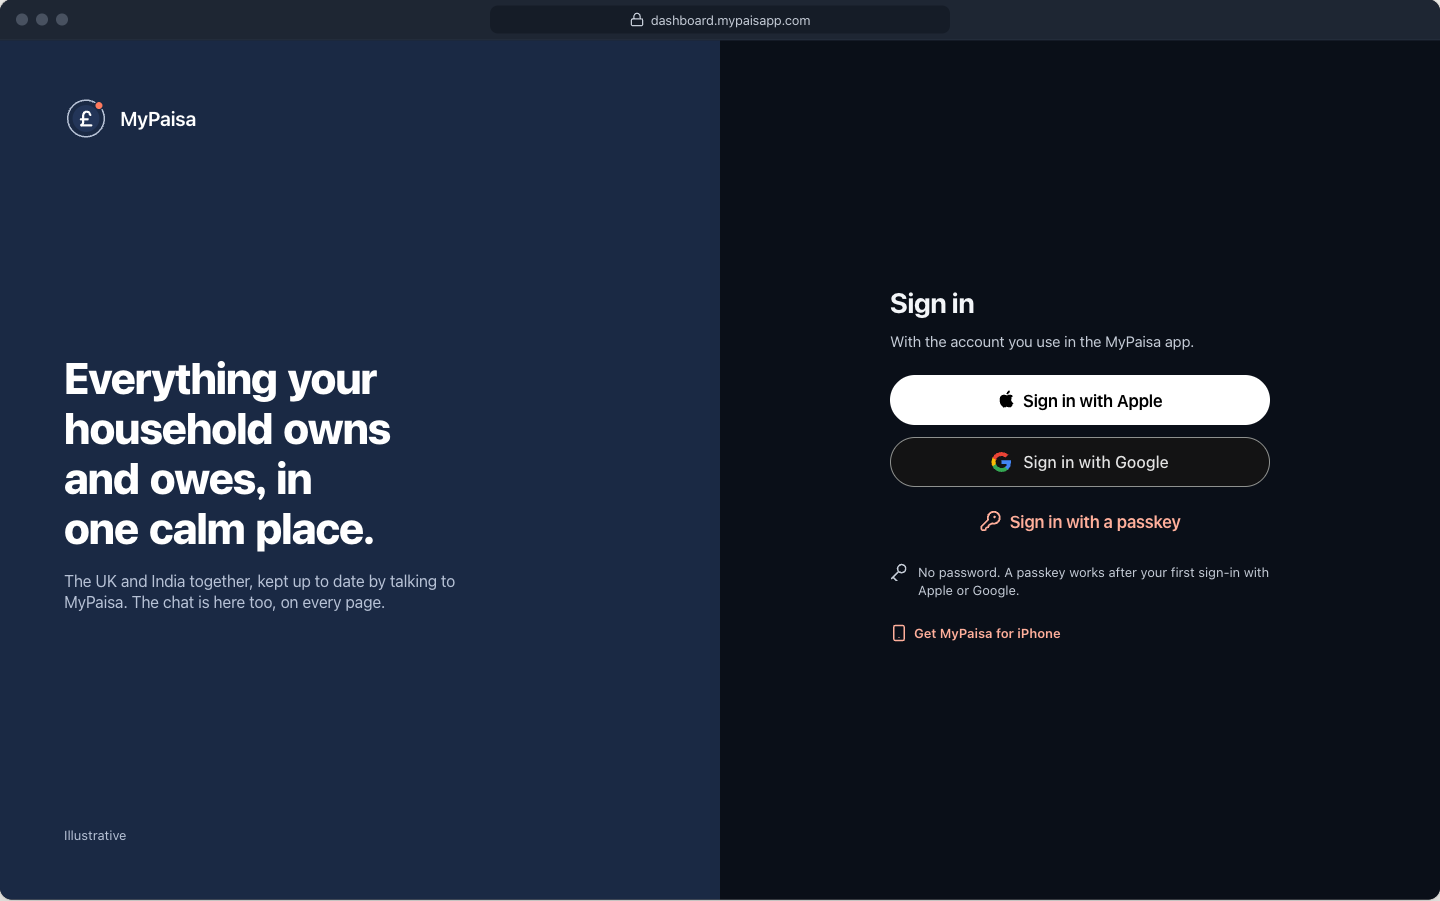 dashboard.mypaisapp.com
£ MyPaisa
Everything your
household owns
and owes, in
one calm place.
The UK and India together, kept up to date by talking to
MyPaisa. The chat is here too, on every page.
Illustrative
Sign in
With the account you use in the MyPaisa app.
Sign in with Apple
Sign in with Google
Sign in with a passkey
No password. A passkey works after your first sign-in with
Apple or Google.
Get MyPaisa for iPhone